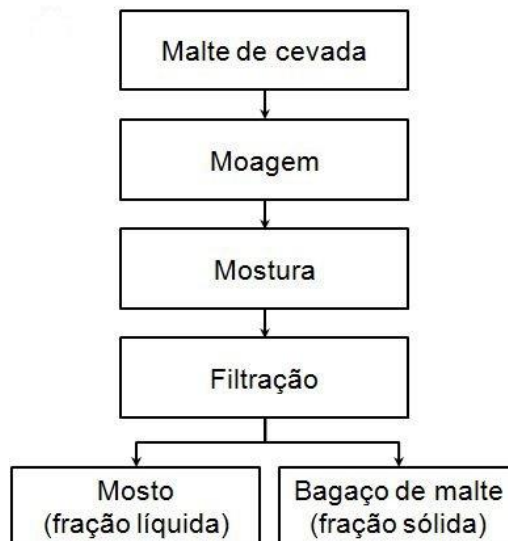 Malte de cevada
Moagem
Mostura
Filtração
Mosto
(fração líquida)
Bagaço de malte
(fração sólida)